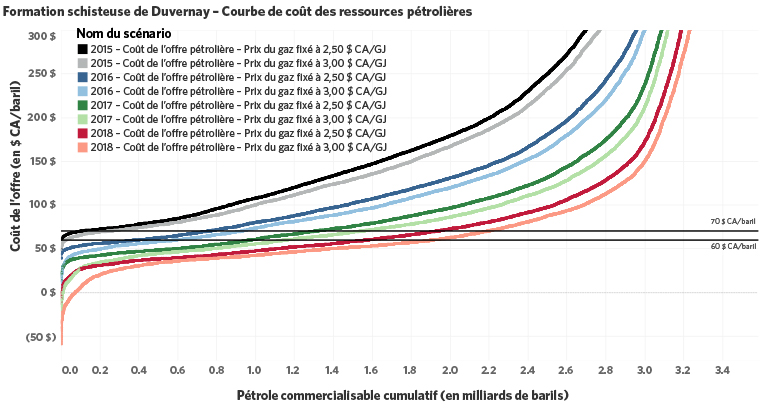 Formation schisteuse de Duvernay – Courbe de coût des ressources pétrolières
Nom du scénario
2015 – Coût de l'offre pétrolière – Prix du gaz fixé à 2,50 $ CA/GJ
2015 – Coût de l'offre pétrolière – Prix du gaz fixé à 3,00 $ CA/GJ
2016 – Coût de l'offre pétrolière – Prix du gaz fixé à 2,50 $ CA/GJ
2016 – Coût de l'offre pétrolière – Prix du gaz fixé à 3,00 $ CA/GJ
2017 – Coût de l'offre pétrolière – Prix du gaz fixé à 2,50 $ CA/GJ
2017 – Coût de l'offre pétrolière – Prix du gaz fixé à 3,00 $ CA/GJ
2018 – Coût de l'offre pétrolière – Prix du gaz fixé à 2,50 $ CA/GJ
2018 – Coût de l'offre pétrolière – Prix du gaz fixé à 3,00 $ CA/GJ
Coût de l'offre (en $ CA/baril)
300 $
250 $
200 $
150 $
100 $
50 $
0 $
(50 $)
70 $ CA/baril
60 $ CA/baril
0.0 0.2 0.4 0.6 0.8 1.0 1.2 1.4 1.6 1.8 2.0 2.2 2.4 2.6 2.8 3.0 3.2 3.4
Pétrole commercialisable cumulatif (en milliards de barils)